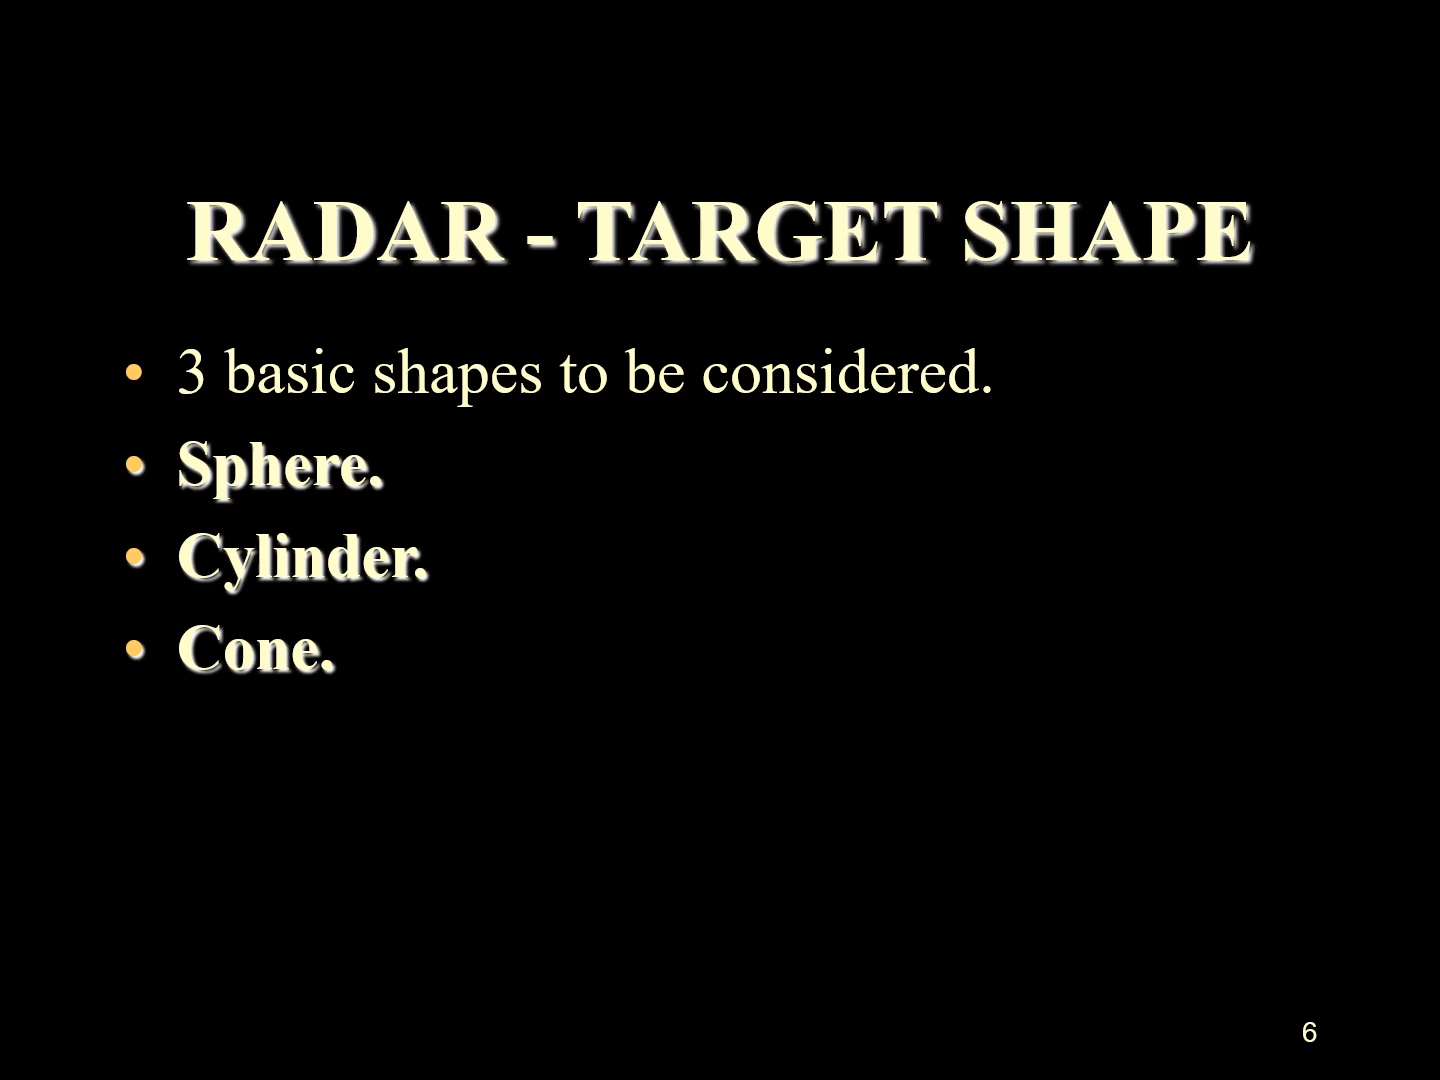 RADAR - TARGET SHAPE
• 3 basic shapes to be considered.
• Sphere.
• Cylinder.
• Cone.
6